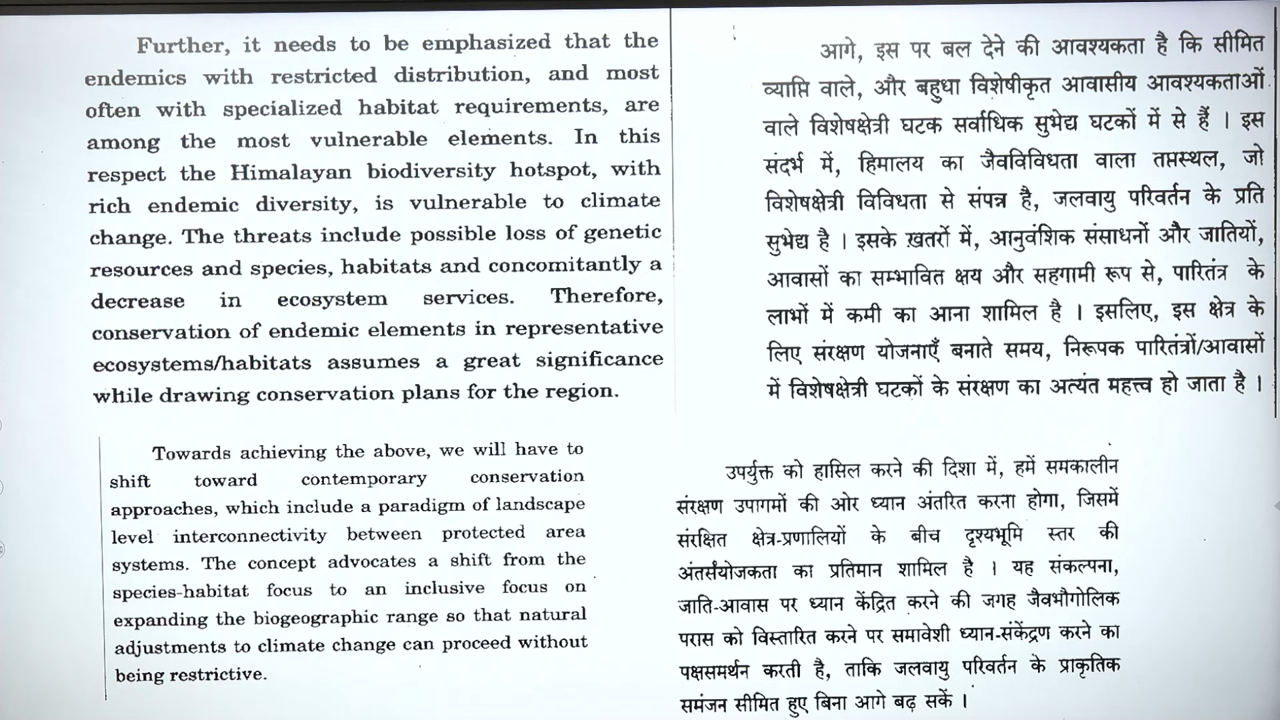 Further, it needs to be emphasized that the
endemics with restricted distribution, and most
often with specialized habitat requirements, are
among the most vulnerable elements. In this
respect the Himalayan biodiversity hotspot, with
rich endemic diversity, is vulnerable to climate
change. The threats include possible loss of genetic
resources and species, habitats and concomitantly a
decrease in ecosystem services. Therefore,
conservation of endemic elements in representative
ecosystems/habitats assumes a great significance
while drawing conservation plans for the region.
Towards achieving the above, we will have to
shift toward contemporary conservation
approaches, which include a paradigm of landscape
level interconnectivity between protected area
systems. The concept advocates a shift from the
species-habitat focus to an inclusive focus on
expanding the biogeographic range so that natural
adjustments to climate change can proceed without
being restrictive.
आगे, इस पर बल देने की आवश्यकता है कि सीमित
व्याप्ति वाले, और बहुधा विशेषीकृत आवासीय आवश्यकताओं
वाले विशेषक्षेत्री घटक सर्वाधिक सुभेद्य घटकों में से हैं । इस
संदर्भ में, हिमालय का जैवविविधता वाला तप्तस्थल, जो
विशेषक्षेत्री विविधता से संपन्न है, जलवायु परिवर्तन के प्रति
सुभेद्य है । इसके ख़तरों में, आनुवंशिक संसाधनों और जातियों,
आवासों का सम्भावित क्षय और सहगामी रूप से, पारितंत्र के
लाभों में कमी का आना शामिल है । इसलिए, इस क्षेत्र के
लिए संरक्षण योजनाएँ बनाते समय, निरूपक पारितंत्रों/आवासों
में विशेषक्षेत्री घटकों के संरक्षण का अत्यंत महत्त्व हो जाता है ।
उपर्युक्त को हासिल करने की दिशा में, हमें समकालीन
संरक्षण उपागमों की ओर ध्यान अंतरित करना होगा, जिसमें
संरक्षित क्षेत्र-प्रणालियों के बीच दृश्यभूमि स्तर की
अंतर्संयोजकता का प्रतिमान शामिल है । यह संकल्पना,
जाति-आवास पर ध्यान केंद्रित करने की जगह जैवभौगोलिक
परास को विस्तारित करने पर समावेशी ध्यान-संकेंद्रण करने का
पक्षसमर्थन करती है, ताकि जलवायु परिवर्तन के प्राकृतिक
समंजन सीमित हुए बिना आगे बढ़ सकें ।